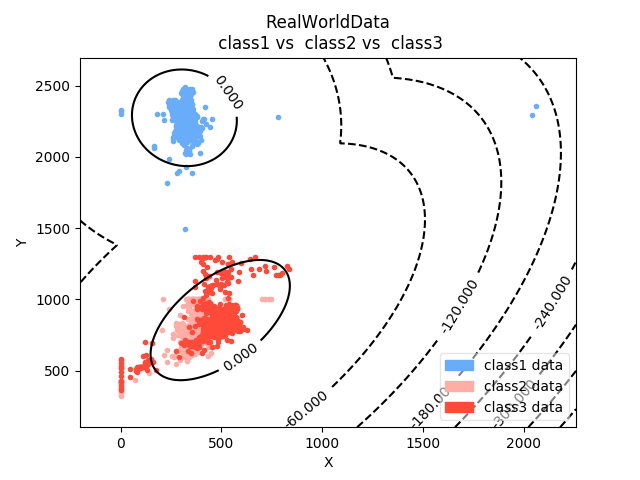 RealWorldData
class1 vs  class2 vs  class3
2500
2000
1500
1000
500
Y
0.000
0.000
-60.000
-120.000
-180.00
-240.000
class1 data
class2 data
class3 data
0
500
1000
1500
2000
X